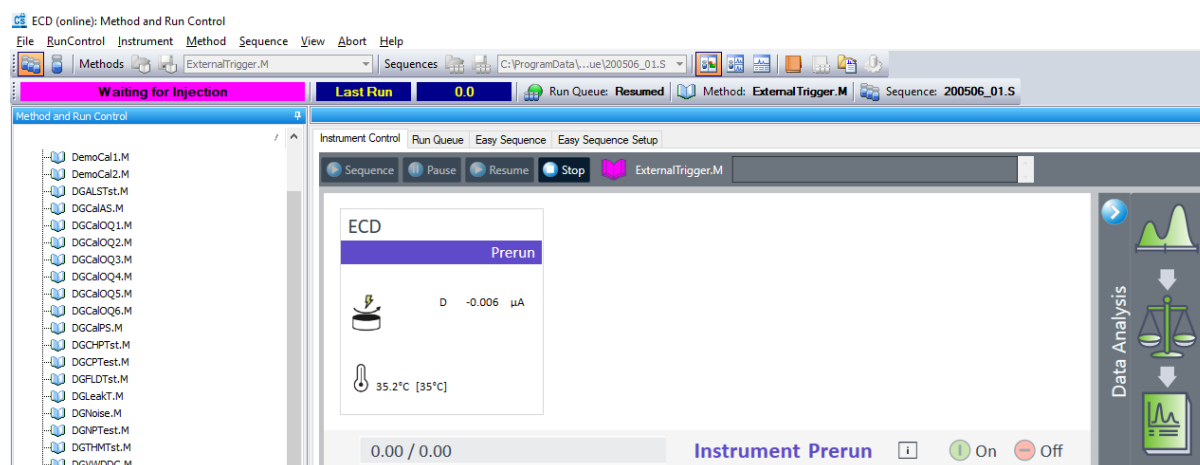 ECD (online): Method and Run Control
File RunControl Instrument Method Sequence View Abort Help
Methods ExternalTrigger.M Sequences C:\ProgramData\...ue\200506_01.S
Waiting for Injection Last Run 0.0 Run Queue: Resumed Method: ExternalTrigger.M Sequence: 200506_01.S
Method and Run Control
Instrument Control Run Queue Easy Sequence Easy Sequence Setup
Sequence Pause Resume Stop ExternalTrigger.M
DemoCal1.M
DemoCal2.M
DGALSTst.M
DGCalAS.M
DGCalOQ1.M
DGCalOQ2.M
DGCalOQ3.M
DGCalOQ4.M
DGCalOQ5.M
DGCalOQ6.M
DGCalPS.M
DGCHPTst.M
DGCPTest.M
DGFLDTst.M
DGLeakT.M
DGNoise.M
DGNPTest.M
DGTHMTst.M
DGVWDDC.M
ECD
Prerun
D -0.006 µA
35.2°C [35°C]
0.00 / 0.00 Instrument Prerun i On Off
Data Analysis